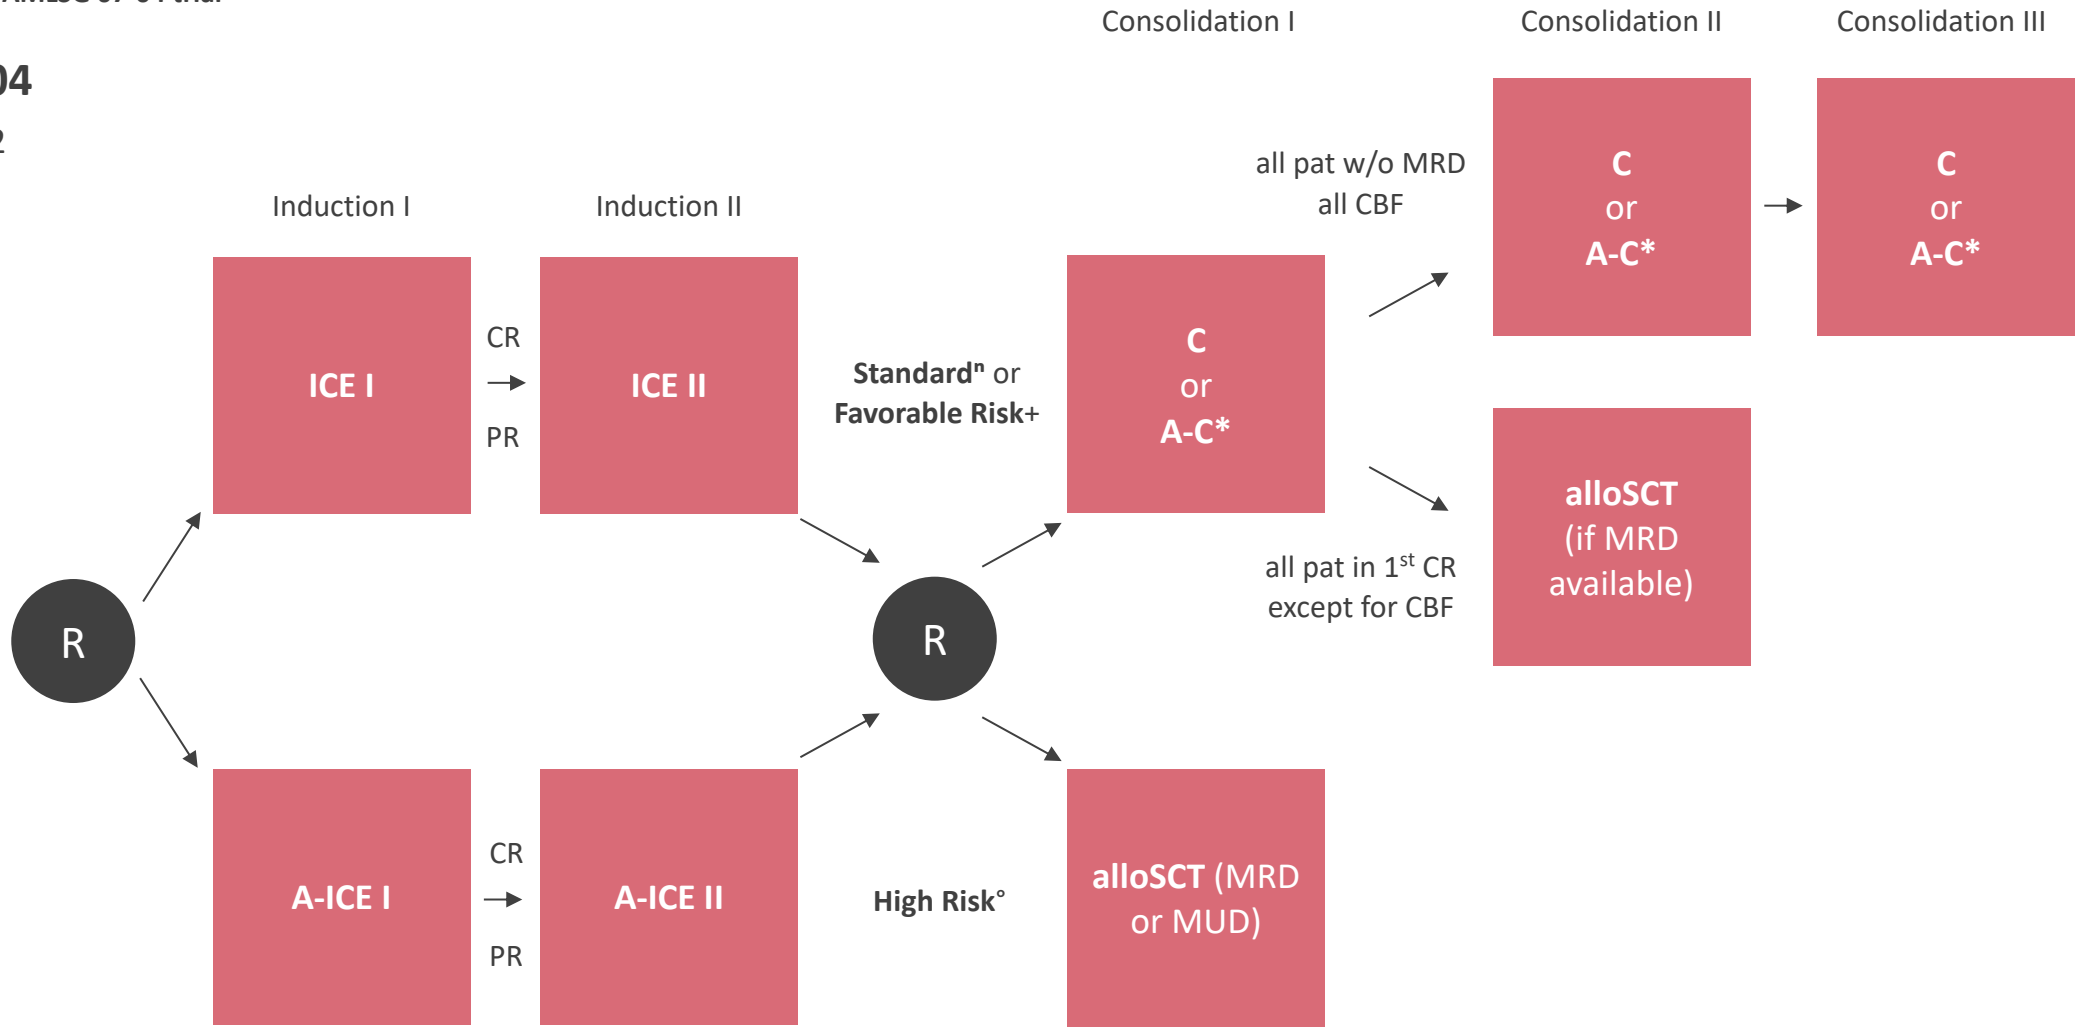 Consolidation I
Consolidation II
Consolidation III
04
2
Induction I
Induction II
ICE I
CR
PR
ICE II
Standardⁿ or
Favorable Risk+
C
or
A-C*
all pat w/o MRD
all CBF
C
or
A-C*
C
or
A-C*
all pat in 1st CR
except for CBF
alloSCT
(if MRD
available)
R
R
A-ICE I
CR
PR
A-ICE II
High Risk°
alloSCT (MRD
or MUD)